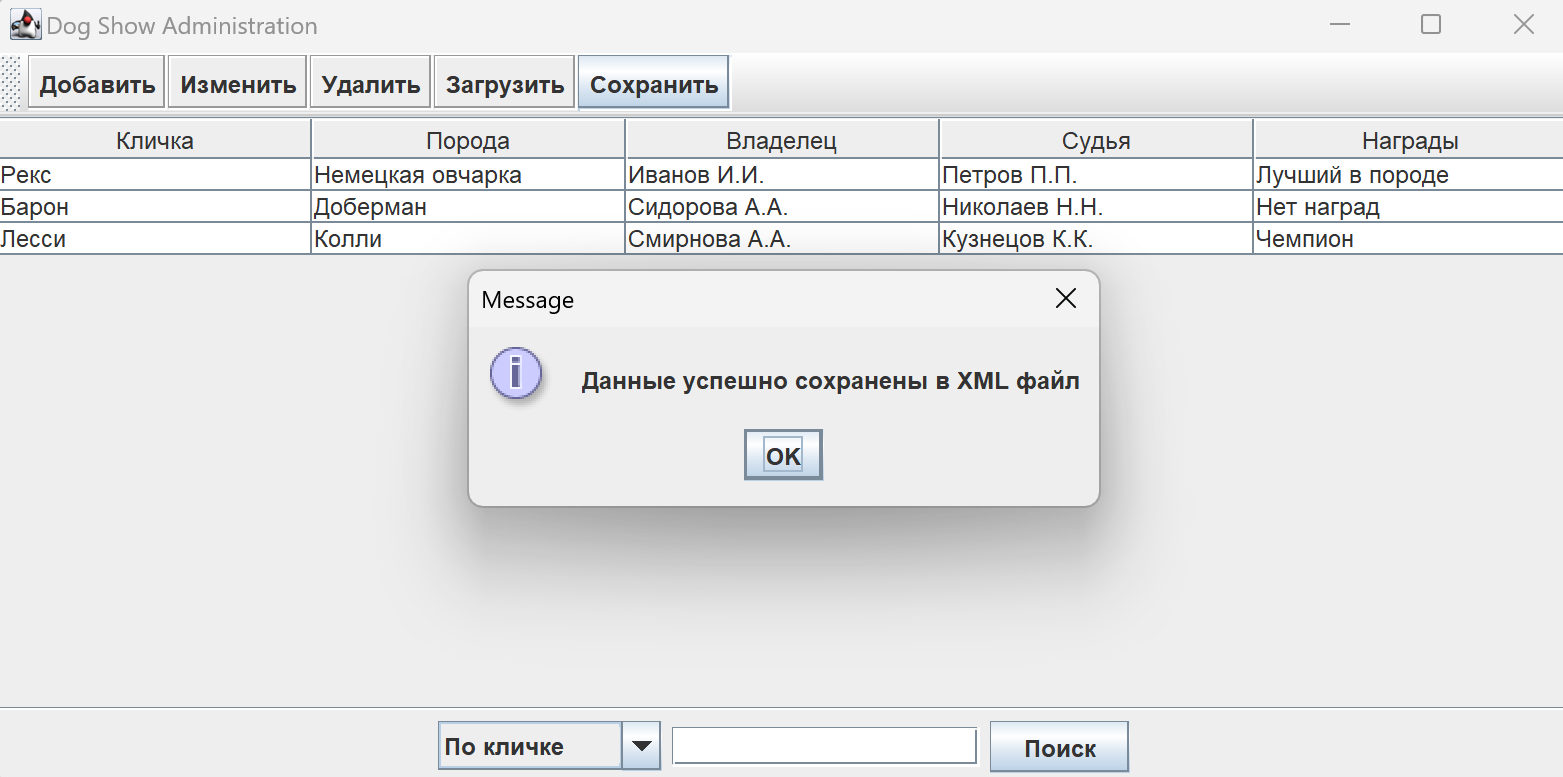 Dog Show Administration
Добавить Изменить Удалить Загрузить Сохранить
Кличка Порода Владелец Судья Награды
Рекс Немецкая овчарка Иванов И.И. Петров П.П. Лучший в породе
Барон Доберман Сидорова А.А. Николаев Н.Н. Нет наград
Лесси Колли Смирнова А.А. Кузнецов К.К. Чемпион
Message
Данные успешно сохранены в XML файл
OK
По кличке Поиск